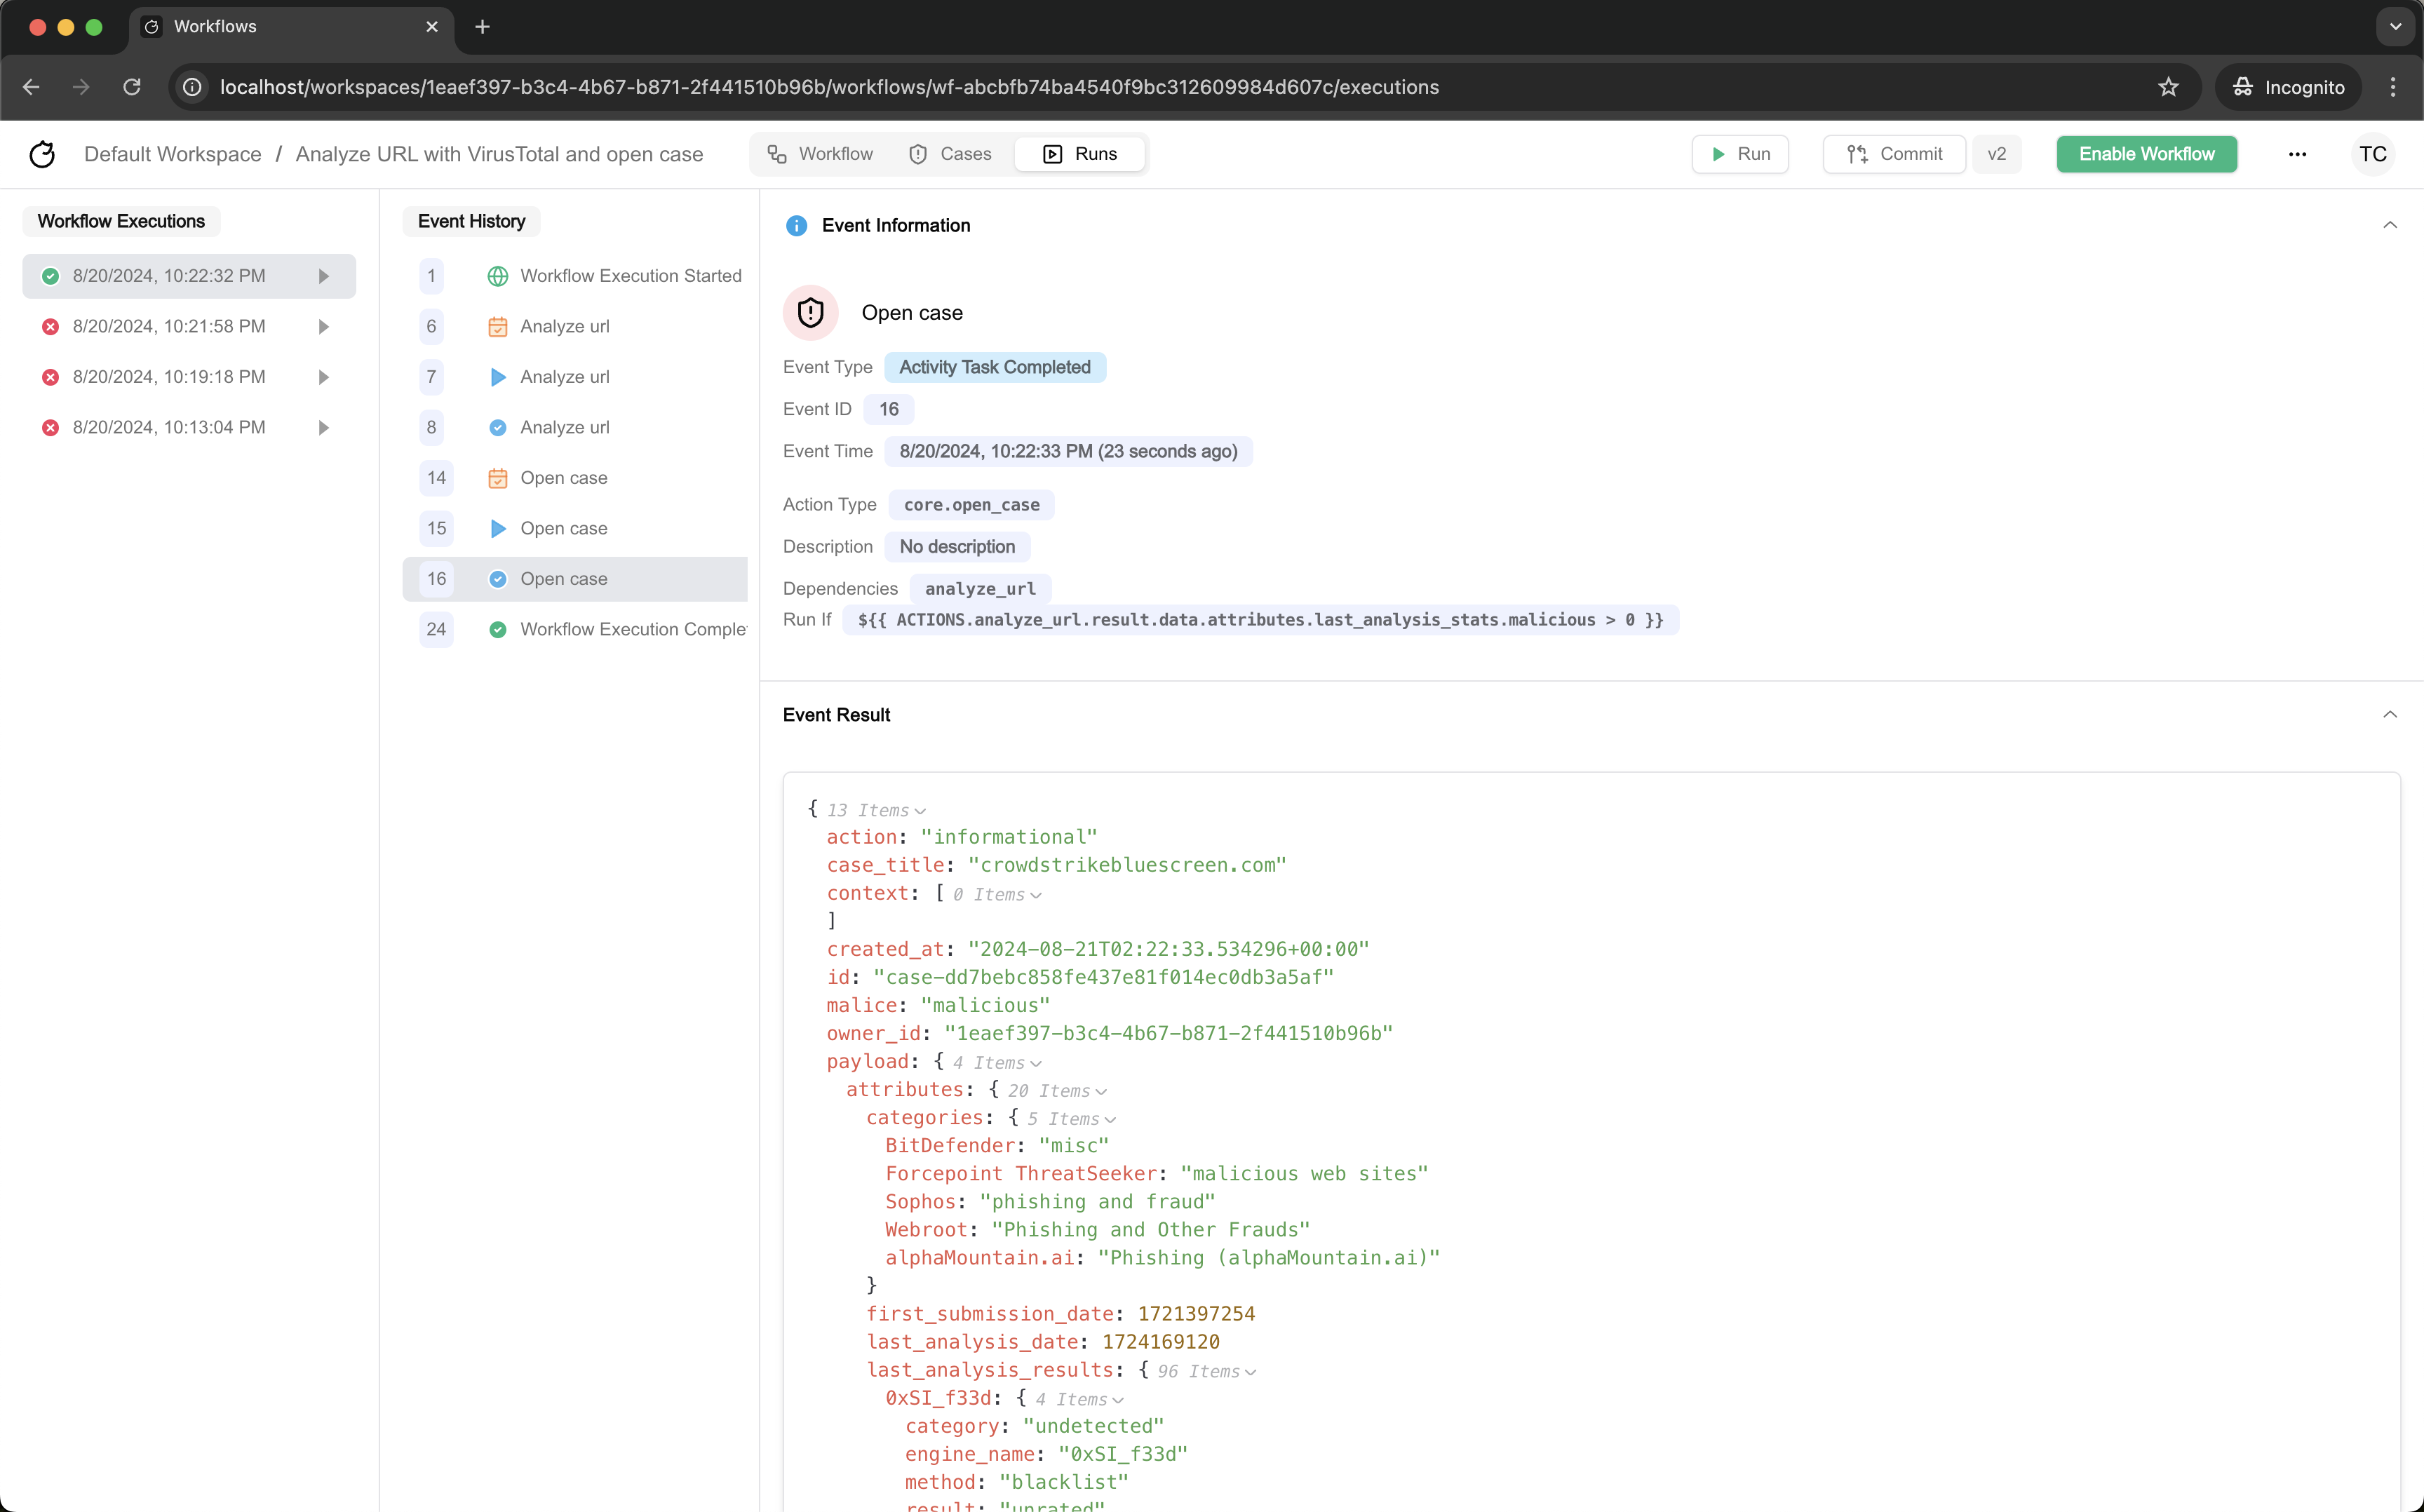 Workflows
localhost/workspaces/1eaef397-b3c4-4b67-b871-2f441510b96b/workflows/wf-abcbfb74ba4540f9bc312609984d607c/executions
Incognito
Default Workspace / Analyze URL with VirusTotal and open case
Workflow
Cases
Runs
Run
Commit
v2
Enable Workflow
TC
Workflow Executions
8/20/2024, 10:22:32 PM
8/20/2024, 10:21:58 PM
8/20/2024, 10:19:18 PM
8/20/2024, 10:13:04 PM
Event History
1 Workflow Execution Started
6 Analyze url
7 Analyze url
8 Analyze url
14 Open case
15 Open case
16 Open case
24 Workflow Execution Comple
Event Information
Open case
Event Type Activity Task Completed
Event ID 16
Event Time 8/20/2024, 10:22:33 PM (23 seconds ago)
Action Type core.open_case
Description No description
Dependencies analyze_url
Run If ${{ ACTIONS.analyze_url.result.data.attributes.last_analysis_stats.malicious > 0 }}
Event Result
{ 13 Items
action: "informational"
case_title: "crowdstrikebluescreen.com"
context: [ 0 Items
]
created_at: "2024-08-21T02:22:33.534296+00:00"
id: "case-dd7bebc858fe437e81f014ec0db3a5af"
malice: "malicious"
owner_id: "1eaef397-b3c4-4b67-b871-2f441510b96b"
payload: { 4 Items
attributes: { 20 Items
categories: { 5 Items
BitDefender: "misc"
Forcepoint ThreatSeeker: "malicious web sites"
Sophos: "phishing and fraud"
Webroot: "Phishing and Other Frauds"
alphaMountain.ai: "Phishing (alphaMountain.ai)"
}
first_submission_date: 1721397254
last_analysis_date: 1724169120
last_analysis_results: { 96 Items
0xSI_f33d: { 4 Items
category: "undetected"
engine_name: "0xSI_f33d"
method: "blacklist"
result: "unrated"